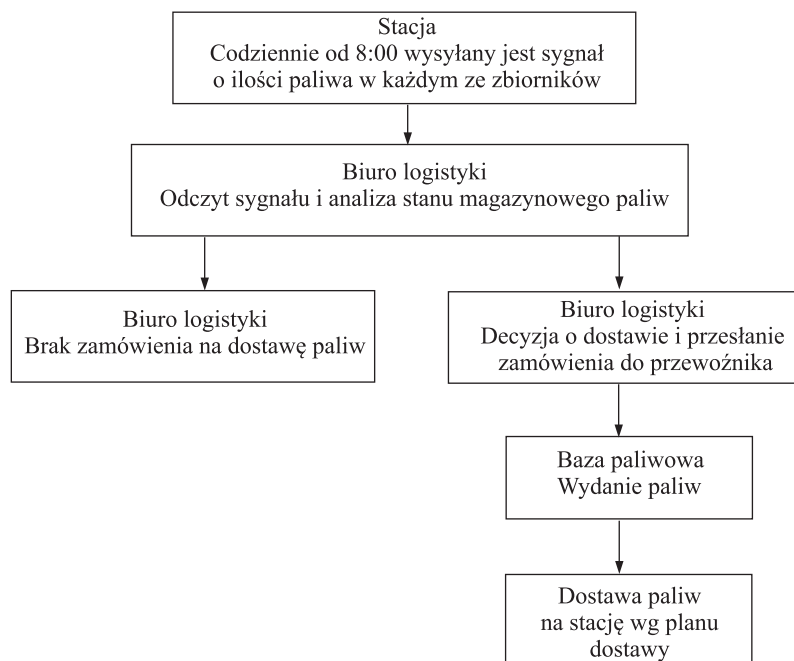 Stacja
Codziennie od 8:00 wysyłany jest sygnał
o ilości paliwa w każdym ze zbiorników
Biuro logistyki
Odczyt sygnału i analiza stanu magazynowego paliw
Biuro logistyki
Brak zamówienia na dostawę paliw
Biuro logistyki
Decyzja o dostawie i przesłanie
zamówienia do przewoźnika
Baza paliwowa
Wydanie paliw
Dostawa paliw
na stację wg planu
dostawy